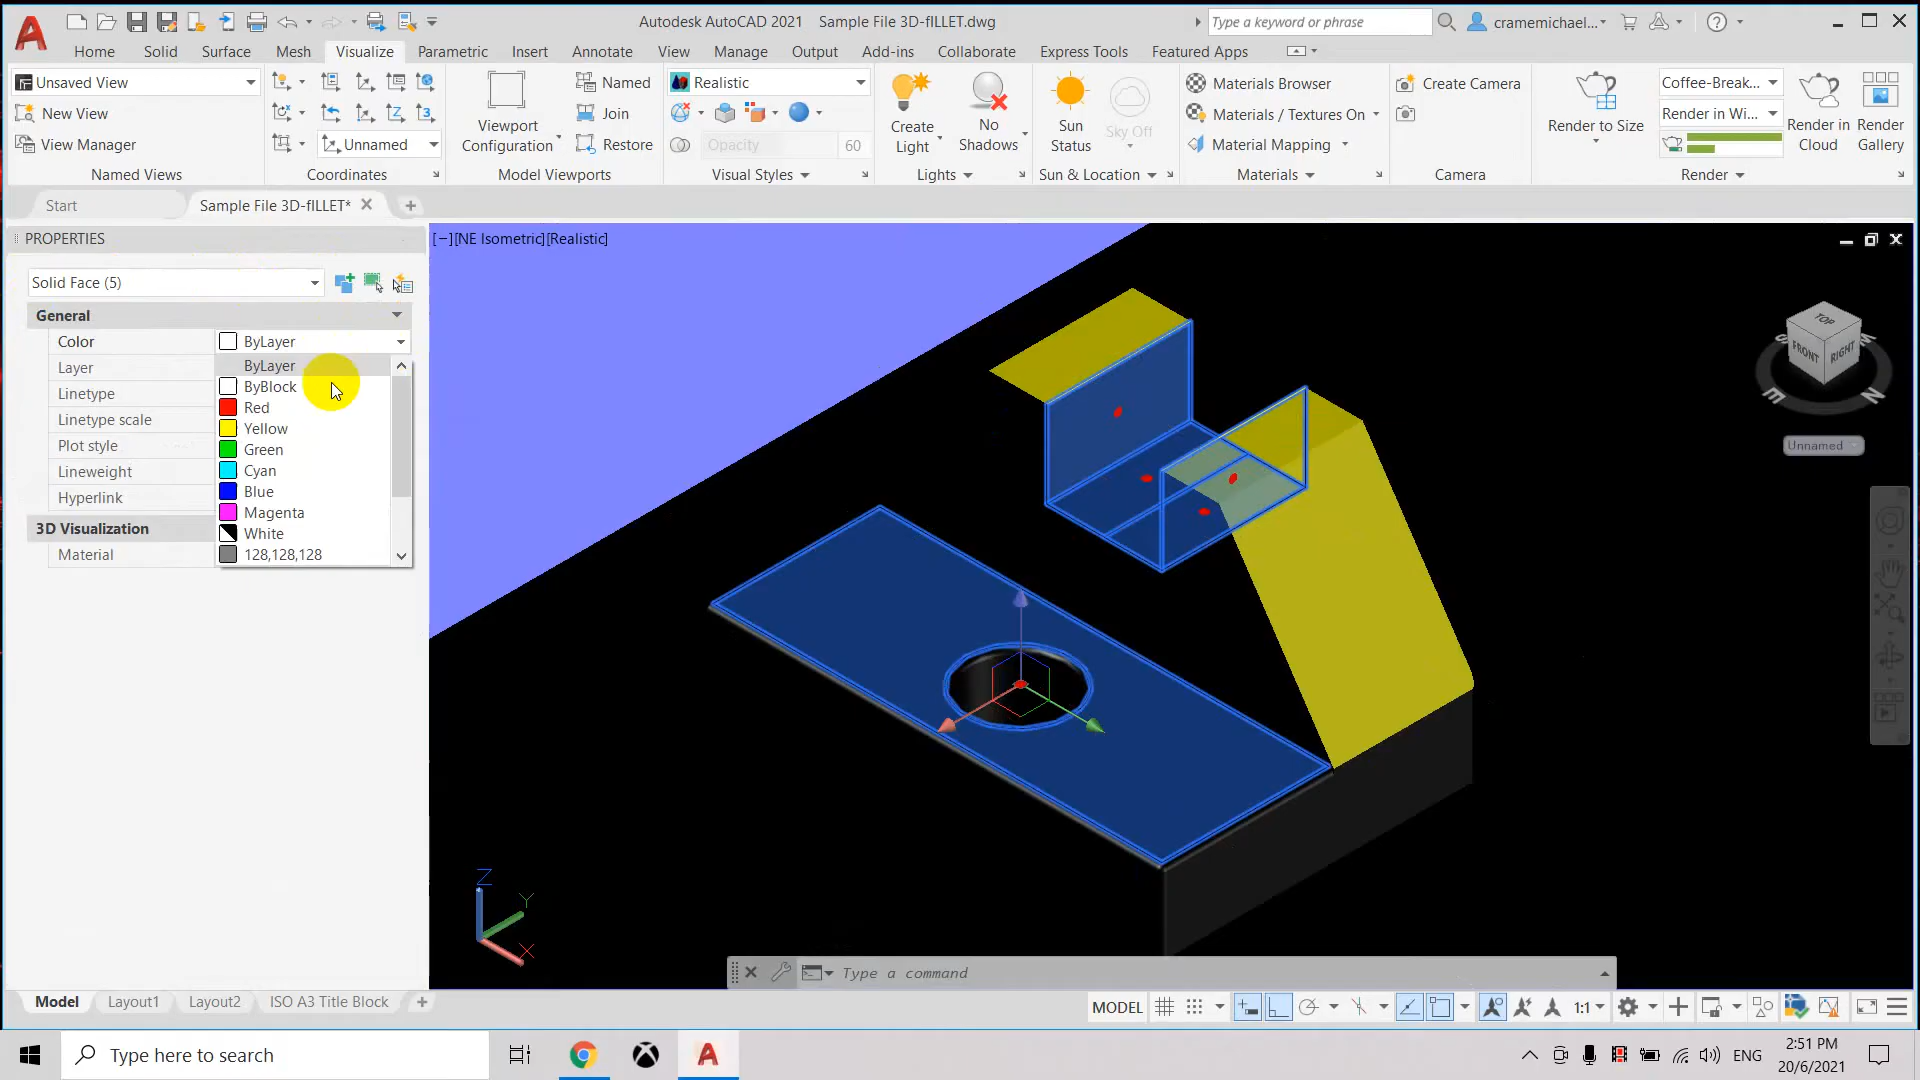 Autodesk AutoCAD 2021 Sample File 3D-fILLET.dwg
Type a keyword or phrase
cramemichael...
Home Solid Surface Mesh Visualize Parametric Insert Annotate View Manage Output Add-ins Collaborate Express Tools Featured Apps
Unsaved View
New View
View Manager
Named Views
Unnamed
Coordinates
Viewport
Configuration
Named
Join
Restore
Model Viewports
Realistic
Opacity 60
Visual Styles
Create
Light
No
Shadows
Lights
Sun
Status
Sky Off
Sun & Location
Materials Browser
Materials / Textures On
Material Mapping
Materials
Create Camera
Camera
Render to Size
Coffee-Break...
Render in Wi...
Render in
Cloud
Render
Gallery
Render
Start
Sample File 3D-fILLET*
PROPERTIES
Solid Face (5)
General
Color ByLayer
Layer
Linetype
Linetype scale
Plot style
Lineweight
Hyperlink
3D Visualization
Material
ByLayer
ByBlock
Red
Yellow
Green
Cyan
Blue
Magenta
White
128,128,128
[−][NE Isometric][Realistic]
TOP
FRONT
RIGHT
E
Unnamed
Z
Y
X
Type a command
Model Layout1 Layout2 ISO A3 Title Block
MODEL
1:1
Type here to search
ENG
2:51 PM
20/6/2021